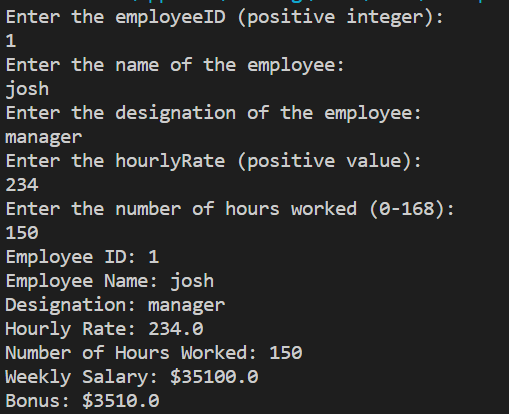 Enter the employeeID (positive integer):
1
Enter the name of the employee:
josh
Enter the designation of the employee:
manager
Enter the hourlyRate (positive value):
234
Enter the number of hours worked (0-168):
150
Employee ID: 1
Employee Name: josh
Designation: manager
Hourly Rate: 234.0
Number of Hours Worked: 150
Weekly Salary: $35100.0
Bonus: $3510.0